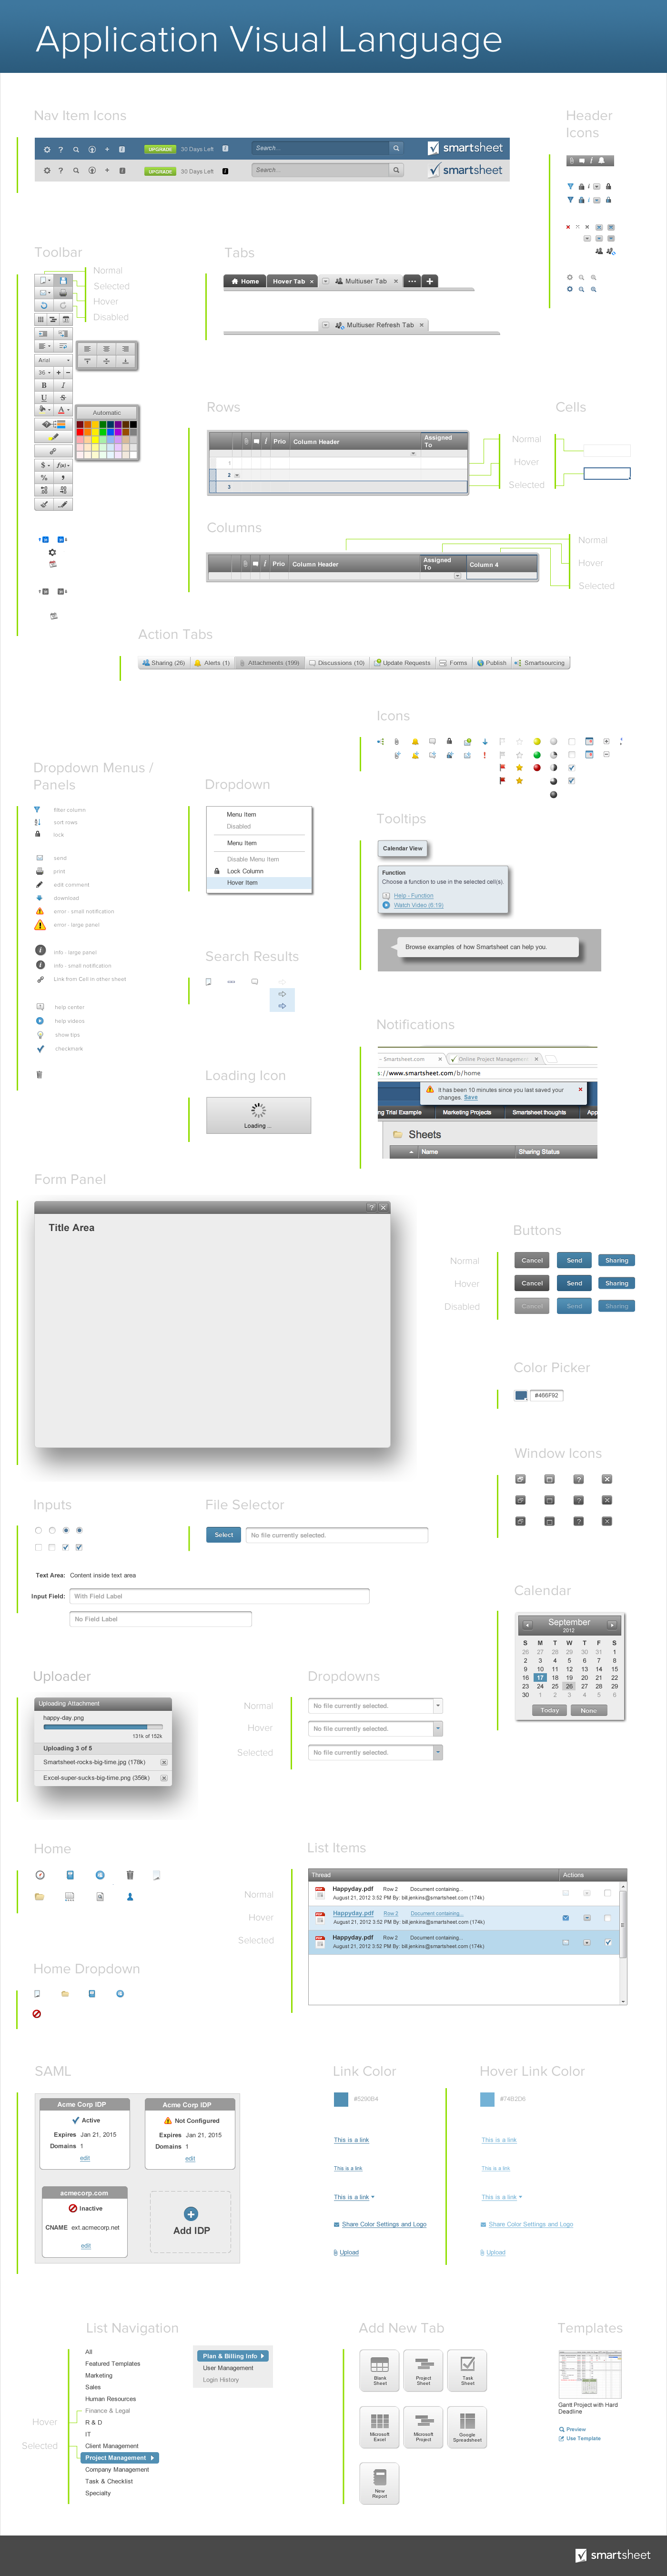 Application Visual Language
Nav Item Icons
Header
Icons
UPGRADE 30 Days Left Search... smartsheet
UPGRADE 30 Days Left Search... smartsheet
Toolbar
Normal
Selected
Hover
Disabled
Arial
36
B I
U S
A
Automatic
$ ƒ(x)
% ,
Tabs
Home Hover Tab × Multiuser Tab ×
Multiuser Refresh Tab ×
Rows
Prio Column Header Assigned To
1
2
3
Normal
Hover
Selected
Cells
Columns
Prio Column Header Assigned To Column 4
Normal
Hover
Selected
Action Tabs
Sharing (26) Alerts (1) Attachments (199) Discussions (10) Update Requests Forms Publish Smartsourcing
Icons
Dropdown Menus /
Panels
filter column
sort rows
lock
send
print
edit comment
download
error - small notification
error - large panel
info - large panel
info - small notification
Link from Cell in other sheet
help center
help videos
show tips
checkmark
Dropdown
Menu Item
Disabled
Menu Item
Disable Menu Item
Lock Column
Hover Item
Search Results
Loading Icon
Loading ...
Tooltips
Calendar View
Function
Choose a function to use in the selected cell(s).
Help - Function
Watch Video (5:19)
Browse examples of how Smartsheet can help you.
Notifications
- Smartsheet.com × Online Project Managemen ×
s://www.smartsheet.com/b/home
It has been 10 minutes since you last saved your
changes. Save
ng Trial Example Marketing Projects Smartsheet thoughts App
Sheets
Name Sharing Status
Form Panel
Title Area
Buttons
Normal
Hover
Disabled
Cancel Send Sharing
Cancel Send Sharing
Cancel Send Sharing
Color Picker
#466F92
Window Icons
Inputs
Text Area: Content inside text area
Input Field: With Field Label
No Field Label
File Selector
Select No file currently selected.
Calendar
September
2012
S M T W T F S
26 27 28 29 30 31 1
2 3 4 5 6 7 8
9 10 11 12 13 14 15
16 17 18 19 20 21 22
23 24 25 26 27 28 29
30 1 2 3 4 5 6
Today None
Uploader
Uploading Attachment
happy-day.png
131k of 152k
Uploading 3 of 5
Smartsheet-rocks-big-time.jpg (178k)
Excel-super-sucks-big-time.png (356k)
Dropdowns
Normal
Hover
Selected
No file currently selected.
No file currently selected.
No file currently selected.
Home
Home Dropdown
List Items
Normal
Hover
Selected
Thread Actions
Happyday.pdf Row 2 Document containing...
August 21, 2012 3:52 PM By: bill.jenkins@smartsheet.com (174k)
Happyday.pdf Row 2 Document containing...
August 21, 2012 3:52 PM By: bill.jenkins@smartsheet.com (174k)
Happyday.pdf Row 2 Document containing...
August 21, 2012 3:52 PM By: bill.jenkins@smartsheet.com (174k)
SAML
Acme Corp IDP
Active
Expires Jan 21, 2015
Domains 1
edit
Acme Corp IDP
Not Configured
Expires Jan 21, 2015
Domains 1
edit
acmecorp.com
Inactive
CNAME ext.acmecorp.net
edit
Add IDP
Link Color
#5290B4
This is a link
This is a link
This is a link
Share Color Settings and Logo
Upload
Hover Link Color
#74B2D6
This is a link
This is a link
This is a link
Share Color Settings and Logo
Upload
List Navigation
Hover
Selected
All
Featured Templates
Marketing
Sales
Human Resources
Finance & Legal
R & D
IT
Client Management
Project Management
Company Management
Task & Checklist
Specialty
Plan & Billing Info
User Management
Login History
Add New Tab
Blank
Sheet
Project
Sheet
Task
Sheet
Microsoft
Excel
Microsoft
Project
Google
Spreadsheet
New
Report
Templates
Gantt Project with Hard
Deadline
Preview
Use Template
smartsheet